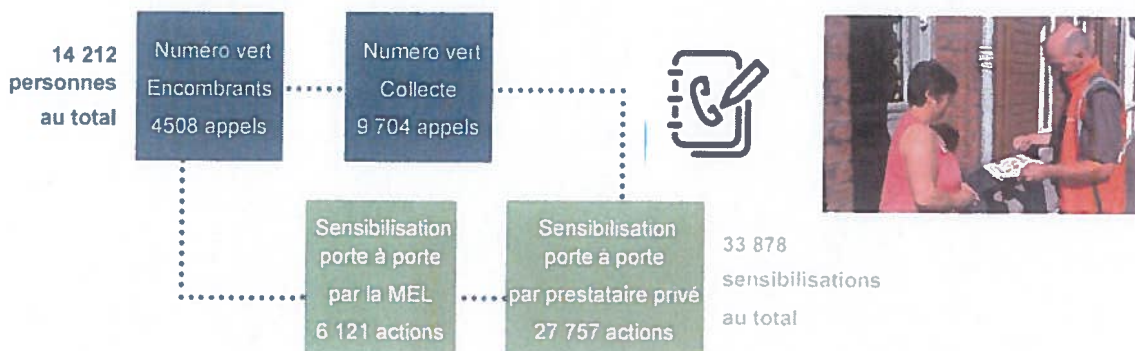 14 212
personnes
au total
Numéro vert
Encombrants
4508 appels
Numéro vert
Collecte
9 704 appels
Sensibilisation
porte à porte
par la MEL
6 121 actions
Sensibilisation
porte à porte
par prestataire privé
27 757 actions
33 878
sensibilisations
au total